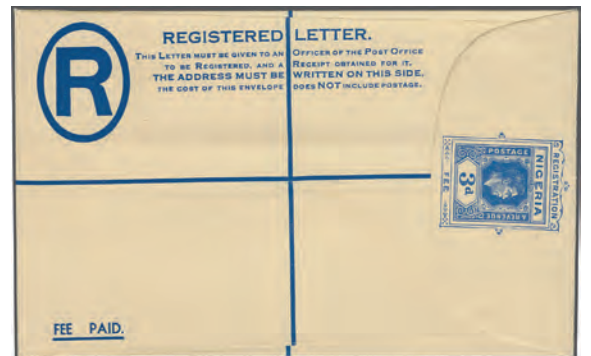 R
REGISTERED LETTER.
THIS LETTER MUST BE GIVEN TO AN OFFICER OF THE POST OFFICE
TO BE REGISTERED, AND A RECEIPT OBTAINED FOR IT.
THE ADDRESS MUST BE WRITTEN ON THIS SIDE.
THE COST OF THIS ENVELOPE DOES NOT INCLUDE POSTAGE.
REGISTRATION
NIGERIA
POSTAGE
& REVENUE
3d
FEE
FEE PAID.